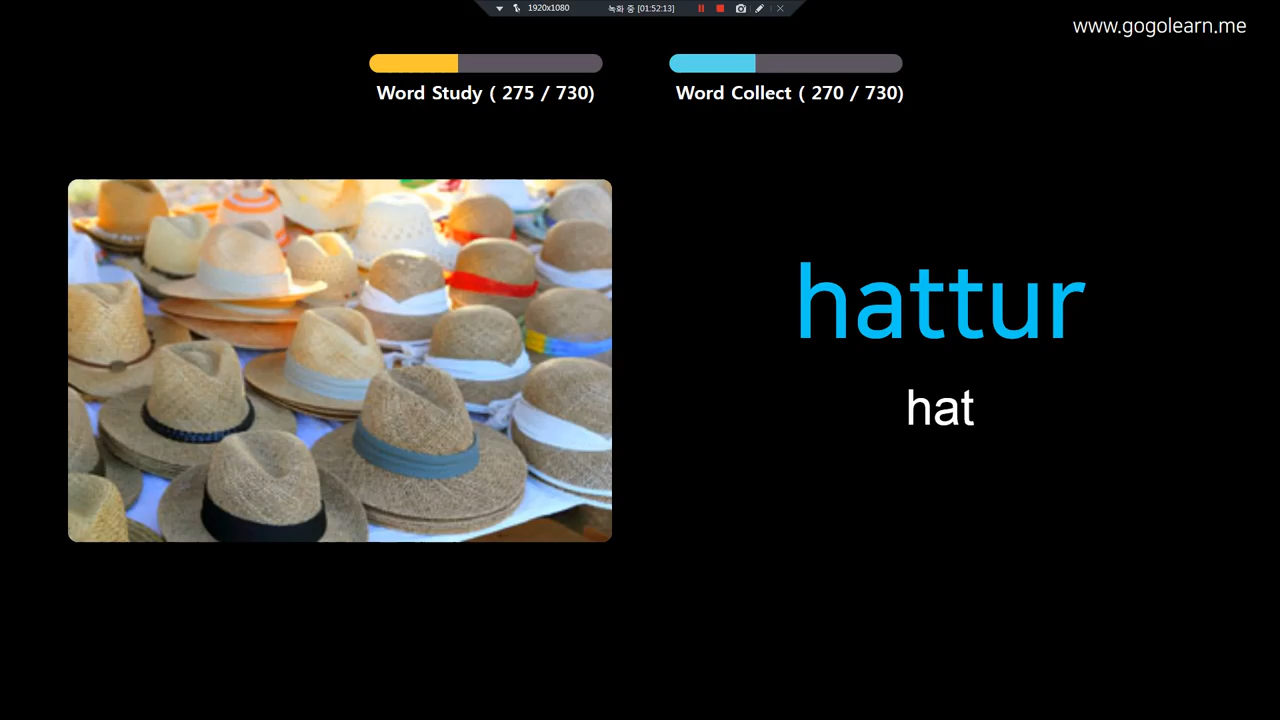 1920x1080 녹화 중 [01:52:13]
www.gogolearn.me
Word Study ( 275 / 730) Word Collect ( 270 / 730)
hattur
hat